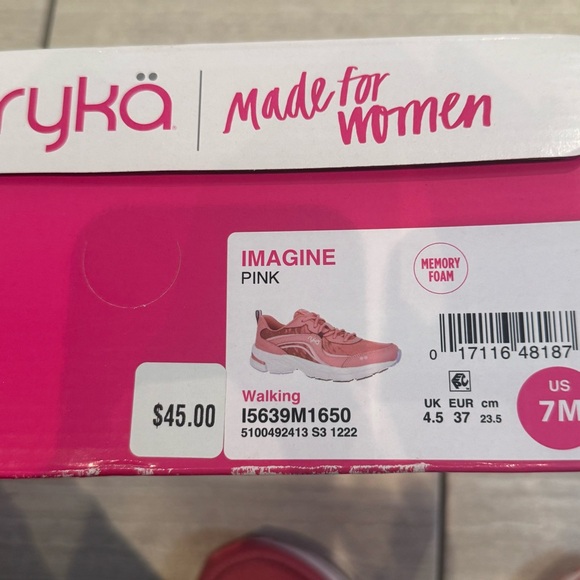 rykä
Made for
women
IMAGINE
PINK
MEMORY
FOAM
0 17116 48187
Walking
I5639M1650
5100492413 S3 1222
UK EUR cm
4.5 37 23.5
US
7M
$45.00